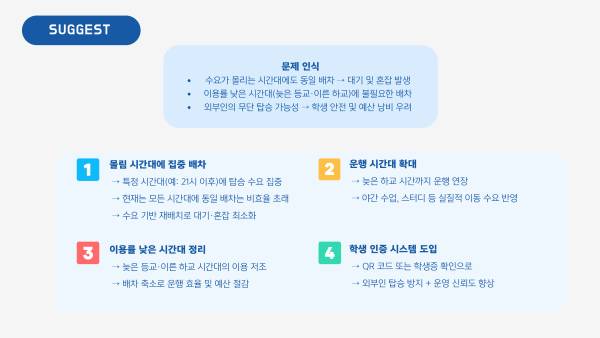 SUGGEST
문제 인식
• 수요가 몰리는 시간대에도 동일 배차 → 대기 및 혼잡 발생
• 이용률 낮은 시간대(늦은 등교·이른 하교)에 불필요한 배차
• 외부인의 무단 탑승 가능성 → 학생 안전 및 예산 낭비 우려
1 몰림 시간대에 집중 배차
→ 특정 시간대(예: 21시 이후)에 탑승 수요 집중
→ 현재는 모든 시간대에 동일 배차는 비효율 초래
→ 수요 기반 재배치로 대기·혼잡 최소화
2 운행 시간대 확대
→ 늦은 하교 시간까지 운행 연장
→ 야간 수업, 스터디 등 실질적 이동 수요 반영
3 이용률 낮은 시간대 정리
→ 늦은 등교·이른 하교 시간대의 이용 저조
→ 배차 축소로 운행 효율 및 예산 절감
4 학생 인증 시스템 도입
→ QR 코드 또는 학생증 확인으로
→ 외부인 탑승 방지 + 운영 신뢰도 향상